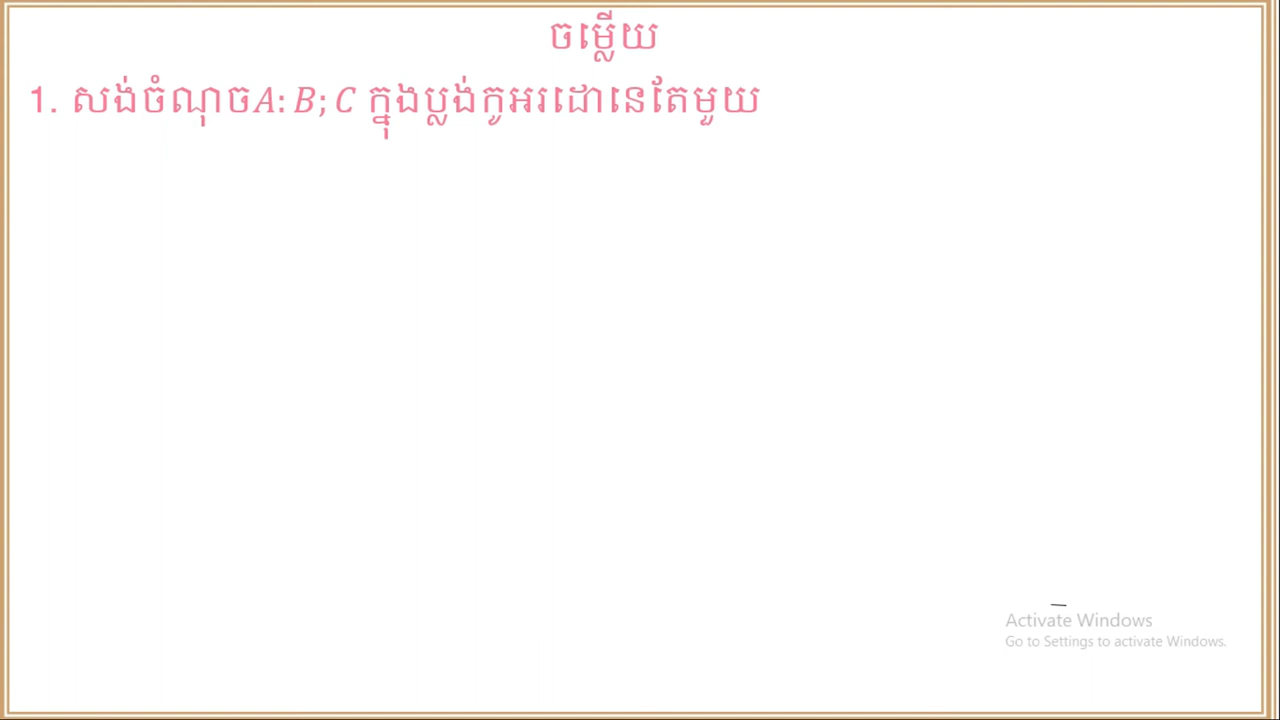 ចម្លើយ
1. សង់ចំណុចA: B; C ក្នុងប្លង់កូអរដោនេតែមួយ
Activate Windows
Go to Settings to activate Windows.